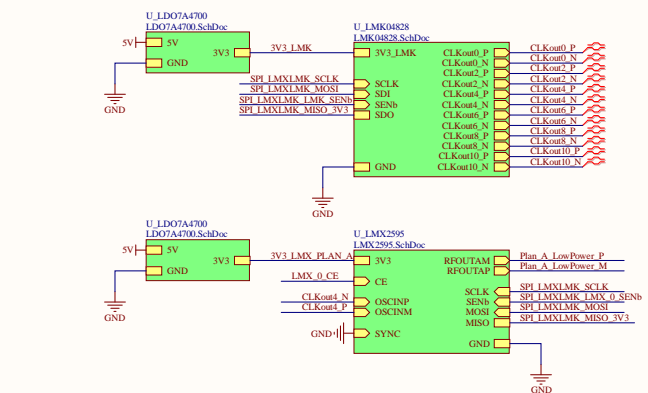 U_LDO7A4700
LDO7A4700.SchDoc
5V
5V
3V3
GND
GND
3V3_LMK
SPI_LMXLMK_SCLK
SPI_LMXLMK_MOSI
SPI_LMXLMK_LMK_SENb
SPI_LMXLMK_MISO_3V3
U_LMK04828
LMK04828.SchDoc
3V3_LMK
SCLK
SDI
SENb
SDO
GND
GND
CLKout0_P
CLKout0_N
CLKout2_P
CLKout2_N
CLKout4_P
CLKout4_N
CLKout6_P
CLKout6_N
CLKout8_P
CLKout8_N
CLKout10_P
CLKout10_N
CLKout0_P
CLKout0_N
CLKout2_P
CLKout2_N
CLKout4_P
CLKout4_N
CLKout6_P
CLKout6_N
CLKout8_P
CLKout8_N
CLKout10_P
CLKout10_N
U_LDO7A4700
LDO7A4700.SchDoc
5V
5V
3V3
GND
GND
3V3_LMX_PLAN_A
LMX_0_CE
CLKout4_N
CLKout4_P
GND
U_LMX2595
LMX2595.SchDoc
3V3
CE
OSCINP
OSCINM
SYNC
RFOUTAM
RFOUTAP
SCLK
SENb
MOSI
MISO
GND
Plan_A_LowPower_P
Plan_A_LowPower_M
SPI_LMXLMK_SCLK
SPI_LMXLMK_LMX_0_SENb
SPI_LMXLMK_MOSI
SPI_LMXLMK_MISO_3V3
GND